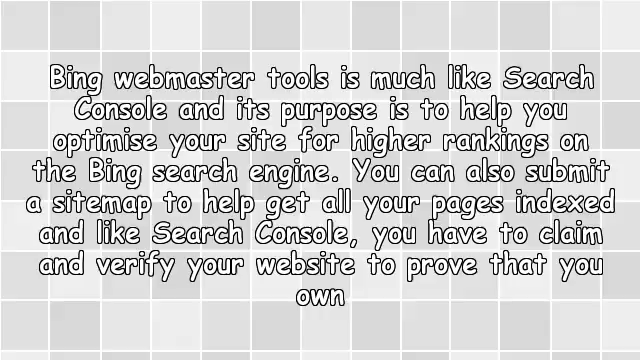 Bing webmaster tools is much like Search
Console and its purpose is to help you
optimise your site for higher rankings on
the Bing search engine. You can also submit
a sitemap to help get all your pages indexed
and like Search Console, you have to claim
and verify your website to prove that you
own